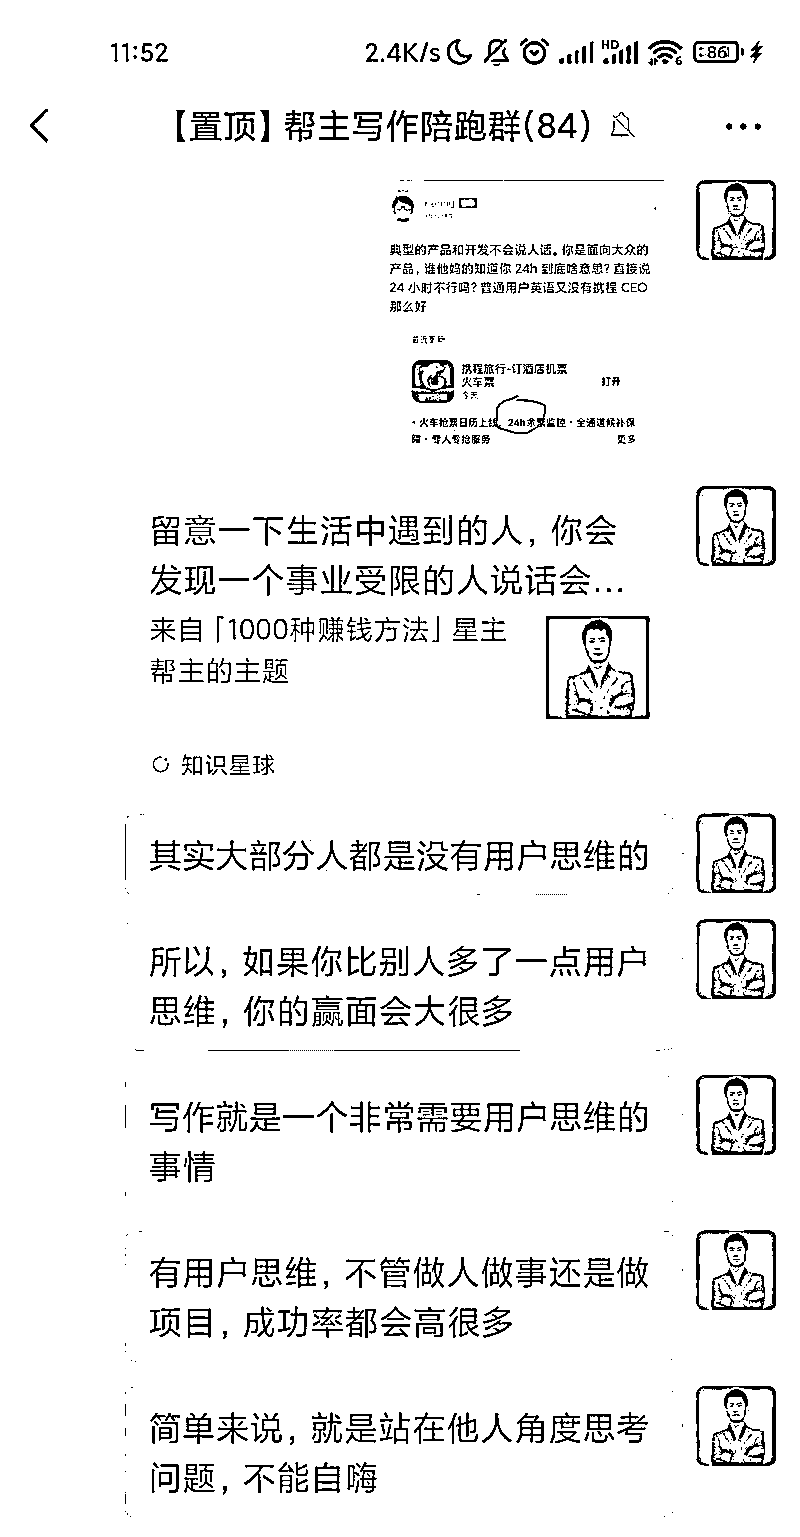 11:52
2.4K/s HD 6 86
【置顶】帮主写作陪跑群(84)
典型的产品和开发不会说人话。你是面向大众的
产品，谁他妈的知道你 24h 到底啥意思？直接说
24 小时不行吗？普通用户英语又没有携程 CEO
那么好
携程旅行-订酒店机票
火车票
打开
今天
• 火车抢票日历上线 24h余票监控・全通道候补保
障・专人专抢服务
更多
留意一下生活中遇到的人，你会
发现一个事业受限的人说话会...
来自「1000种赚钱方法」星主
帮主的主题
知识星球
其实大部分人都是没有用户思维的
所以，如果你比别人多了一点用户
思维，你的赢面会大很多
写作就是一个非常需要用户思维的
事情
有用户思维，不管做人做事还是做
项目，成功率都会高很多
简单来说，就是站在他人角度思考
问题，不能自嗨